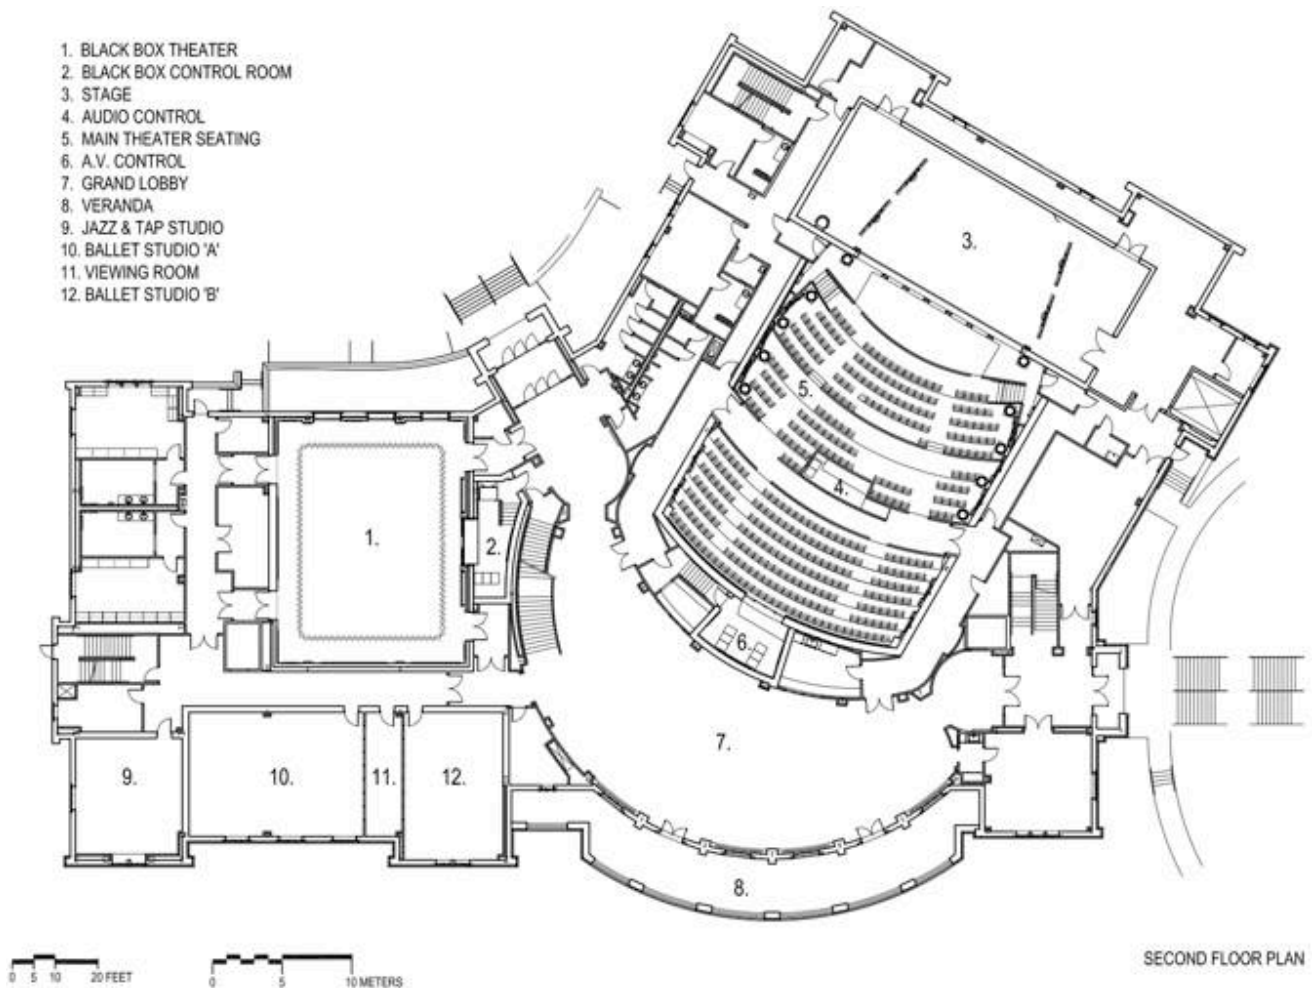 1. BLACK BOX THEATER
2. BLACK BOX CONTROL ROOM
3. STAGE
4. AUDIO CONTROL
5. MAIN THEATER SEATING
6. A.V. CONTROL
7. GRAND LOBBY
8. VERANDA
9. JAZZ & TAP STUDIO
10. BALLET STUDIO 'A'
11. VIEWING ROOM
12. BALLET STUDIO 'B'
3.
5.
4.
1.
2.
6.
7.
9.
10.
11.
12.
8.
SECOND FLOOR PLAN
0 5 10 20 FEET
0 5 10 METERS